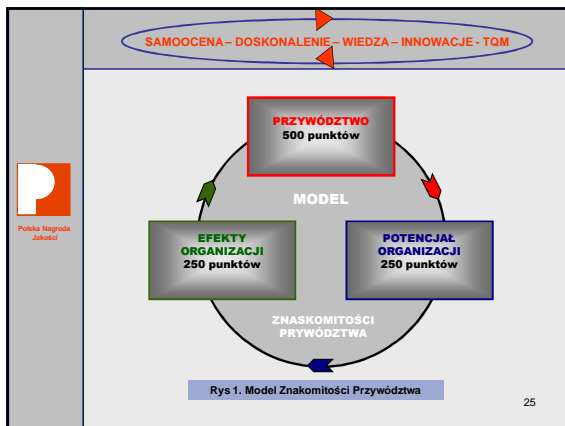 SAMOOCENA – DOSKONALENIE – WIEDZA – INNOWACJE - TQM
PRZYWÓDZTWO
500 punktów
MODEL
Polska Nagroda
Jakości
EFEKTY
ORGANIZACJI
250 punktów
POTENCJAŁ
ORGANIZACJI
250 punktów
ZNASKOMITOŚCI
PRYWÓDZTWA
Rys 1. Model Znakomitości Przywództwa
25